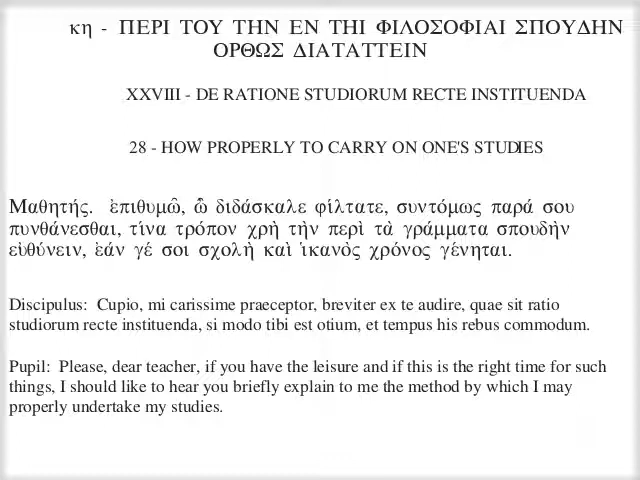 κη - ΠΕΡΙ ΤΟΥ ΤΗΝ ΕΝ ΤΗΙ ΦΙΛΟΣΟΦΙΑΙ ΣΠΟΥΔΗΝ
ΟΡΘΩΣ ΔΙΑΤΑΤΤΕΙΝ
XXVIII - DE RATIONE STUDIORUM RECTE INSTITUENDA
28 - HOW PROPERLY TO CARRY ON ONE'S STUDIES
Μαθητής. ἐπιθυμῶ, ὦ διδάσκαλε φίλτατε, συντόμως παρά σου
πυνθάνεσθαι, τίνα τρόπον χρὴ τὴν περὶ τὰ γράμματα σπουδὴν
εὐθύνειν, ἐάν γέ σοι σχολὴ καὶ ἱκανὸς χρόνος γένηται.
Discipulus: Cupio, mi carissime praeceptor, breviter ex te audire, quae sit ratio
studiorum recte instituenda, si modo tibi est otium, et tempus his rebus commodum.
Pupil: Please, dear teacher, if you have the leisure and if this is the right time for such
things, I should like to hear you briefly explain to me the method by which I may
properly undertake my studies.